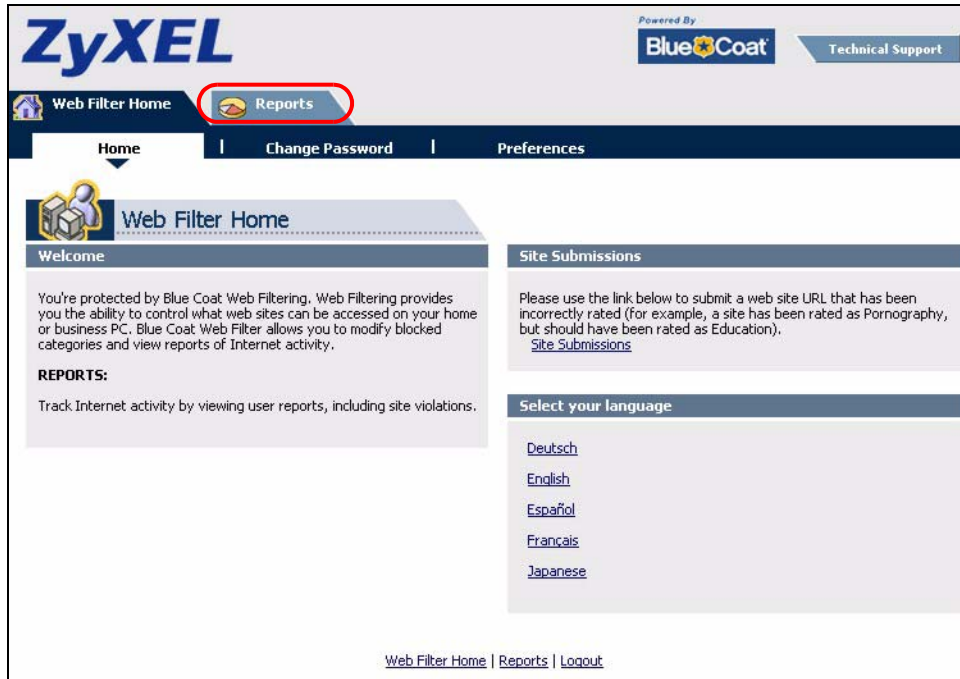 ZyXEL
Powered By
Blue Coat
Technical Support
Web Filter Home
Reports
Home | Change Password | Preferences
Web Filter Home
Welcome
You're protected by Blue Coat Web Filtering. Web Filtering provides
you the ability to control what web sites can be accessed on your home
or business PC. Blue Coat Web Filter allows you to modify blocked
categories and view reports of Internet activity.
REPORTS:
Track Internet activity by viewing user reports, including site violations.
Site Submissions
Please use the link below to submit a web site URL that has been
incorrectly rated (for example, a site has been rated as Pornography,
but should have been rated as Education).
Site Submissions
Select your language
Deutsch
English
Español
Français
Japanese
Web Filter Home | Reports | Logout